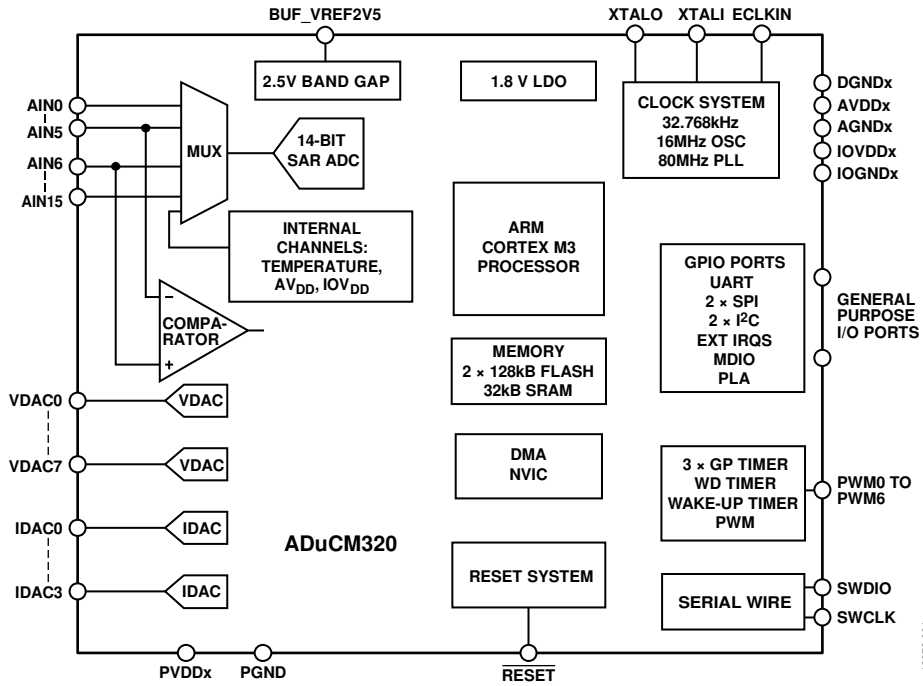 BUF_VREF2V5
XTALO
XTALI
ECLKIN
2.5V BAND GAP
1.8 V LDO
CLOCK SYSTEM
32.768kHz
16MHz OSC
80MHz PLL
DGNDx
AVDDx
AGNDx
IOVDDx
IOGNDx
AIN0
AIN5
AIN6
AIN15
MUX
14-BIT
SAR ADC
INTERNAL
CHANNELS:
TEMPERATURE,
AVDD, IOVDD
ARM
CORTEX M3
PROCESSOR
GPIO PORTS
UART
2 × SPI
2 × I2C
EXT IRQS
MDIO
PLA
GENERAL
PURPOSE
I/O PORTS
−
COMPA-
RATOR
+
MEMORY
2 × 128kB FLASH
32kB SRAM
VDAC0
VDAC
VDAC7
VDAC
DMA
NVIC
3 × GP TIMER
WD TIMER
WAKE-UP TIMER
PWM
PWM0 TO
PWM6
IDAC0
IDAC
IDAC3
IDAC
ADuCM320
RESET SYSTEM
SERIAL WIRE
SWDIO
SWCLK
PVDDx
PGND
RESET